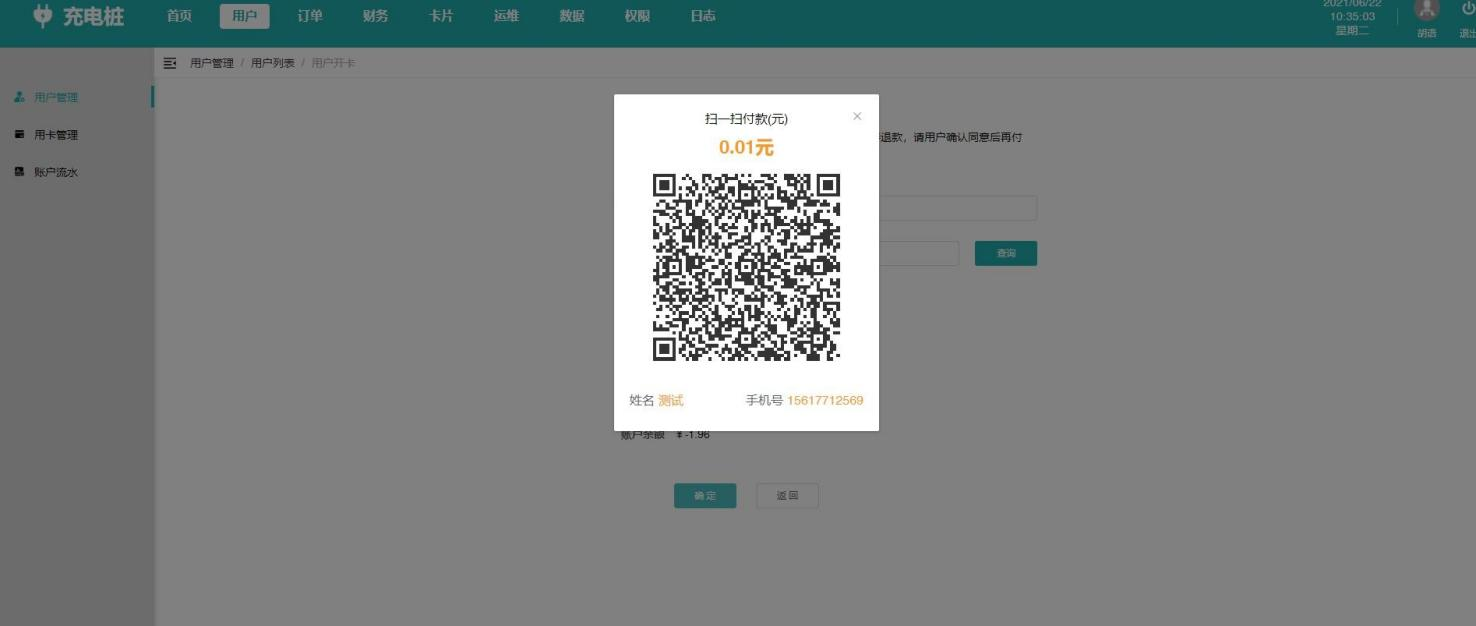 充电桩 首页 用户 订单 财务 卡片 运维 数据 权限 日志
2021/06/22
10:35:03
星期二
胡语
退出
用户管理 / 用户列表 / 用户开卡
用户管理
用卡管理
账户流水
扫一扫付款(元)
×
0.01元
退款，请用户确认同意后再付
查询
姓名 测试 手机号 15617712569
账户余额 ¥ -1.96
确定 返回